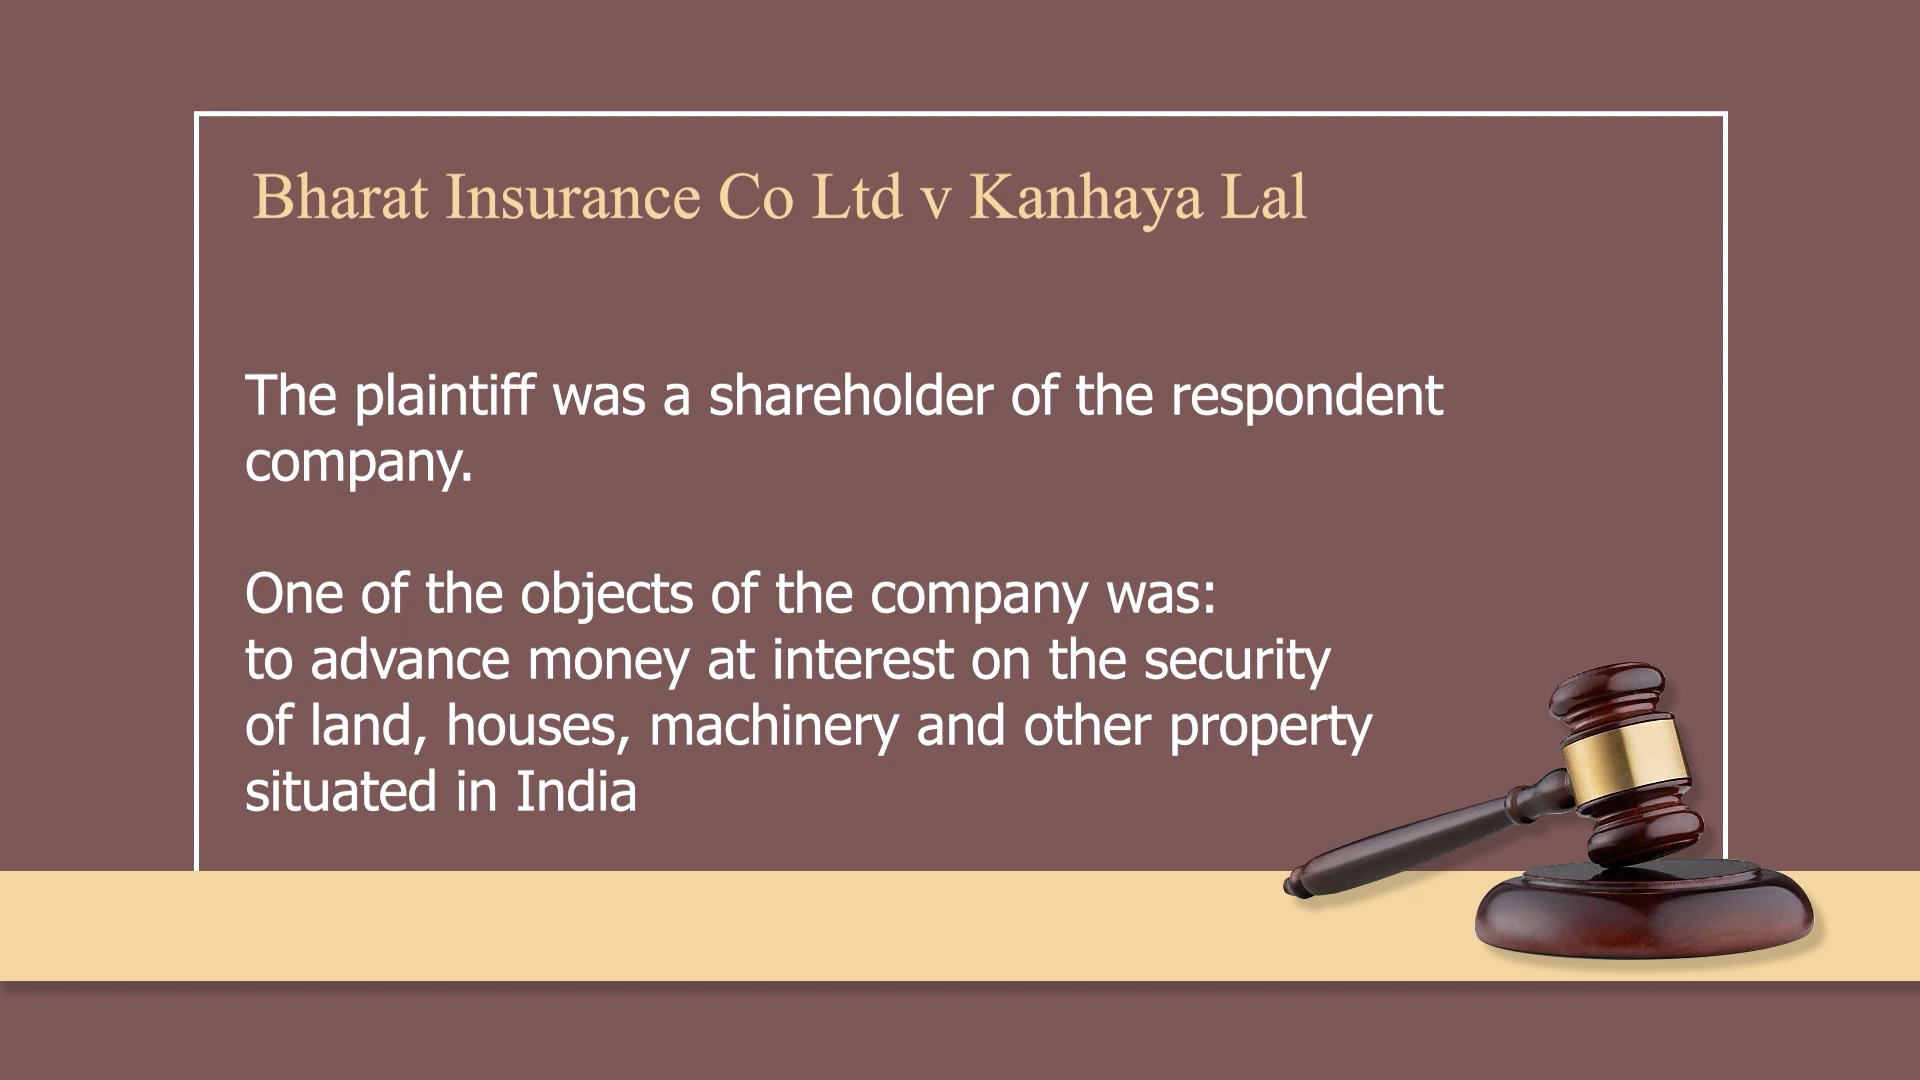 Bharat Insurance Co Ltd v Kanhaya Lal
The plaintiff was a shareholder of the respondent
company.
One of the objects of the company was:
to advance money at interest on the security
of land, houses, machinery and other property
situated in India